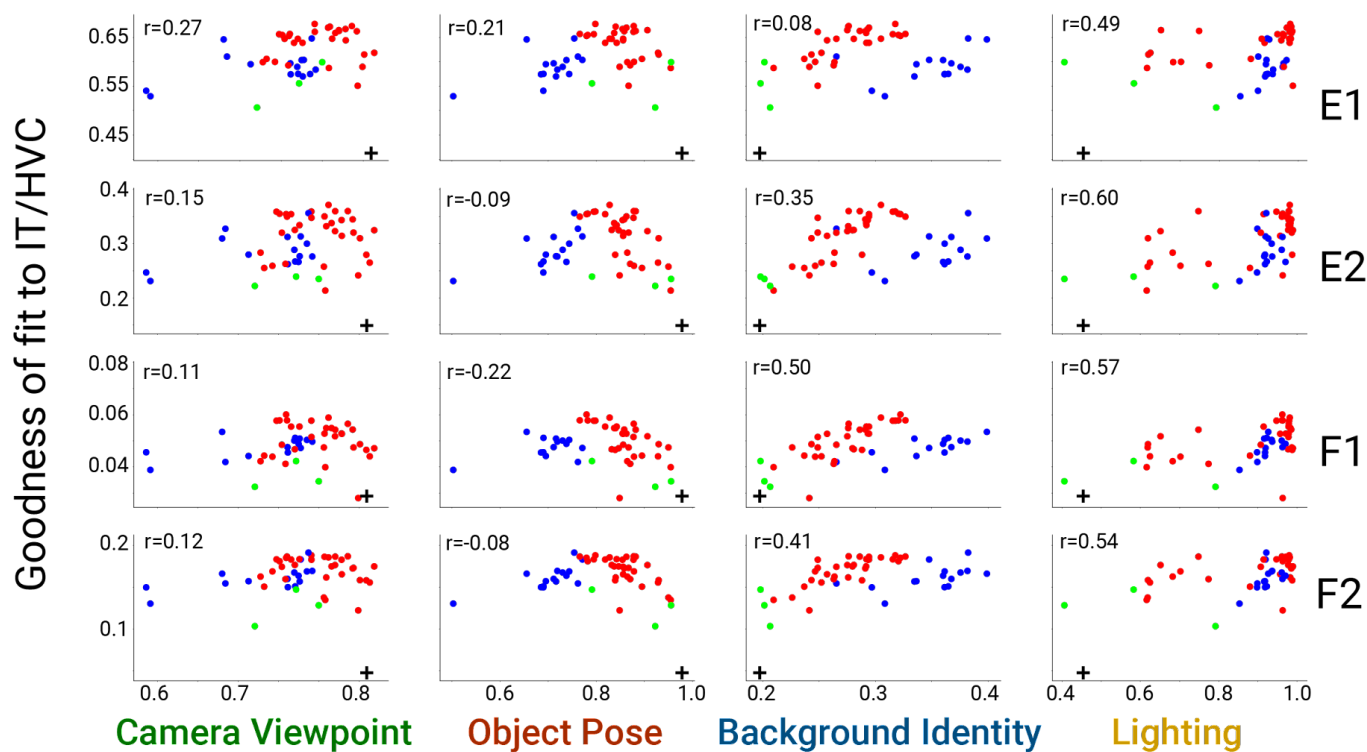 Goodness of fit to IT/HVC
0.65
0.55
0.45
r=0.27
r=0.21
r=0.08
r=0.49
E1
0.4
0.3
0.2
r=0.15
r=-0.09
r=0.35
r=0.60
E2
0.08
0.06
0.04
r=0.11
r=-0.22
r=0.50
r=0.57
F1
0.2
0.1
r=0.12
r=-0.08
r=0.41
r=0.54
F2
0.6 0.7 0.8
0.6 0.8 1.0
0.2 0.3 0.4
0.4 0.6 0.8 1.0
Camera Viewpoint
Object Pose
Background Identity
Lighting